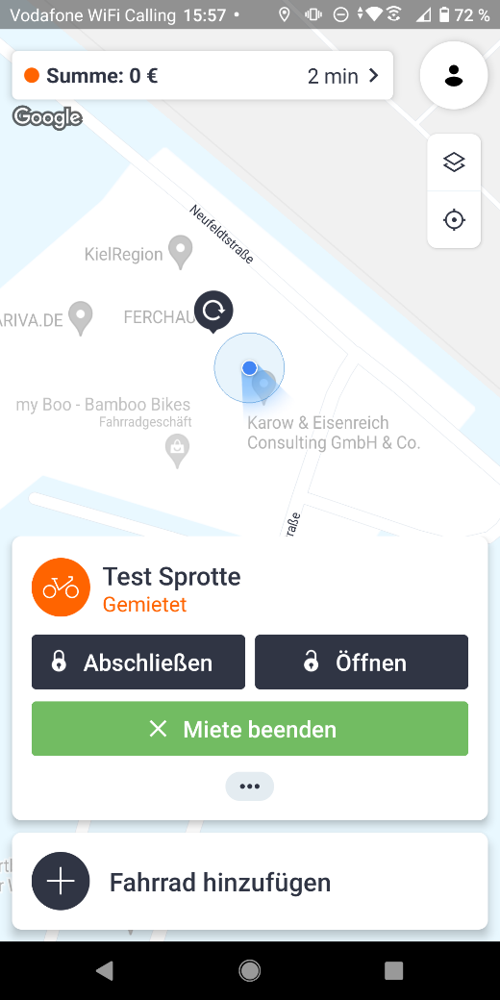 Vodafone WiFi Calling 15:57 • 72 %
Summe: 0 € 2 min
Google
Neufeldtstraße
KielRegion
ARIVA.DE
FERCHAU
my Boo - Bamboo Bikes
Fahrradgeschäft
Karow & Eisenreich
Consulting GmbH & Co.
raße
Test Sprotte
Gemietet
Abschließen
Öffnen
Miete beenden
Fahrrad hinzufügen